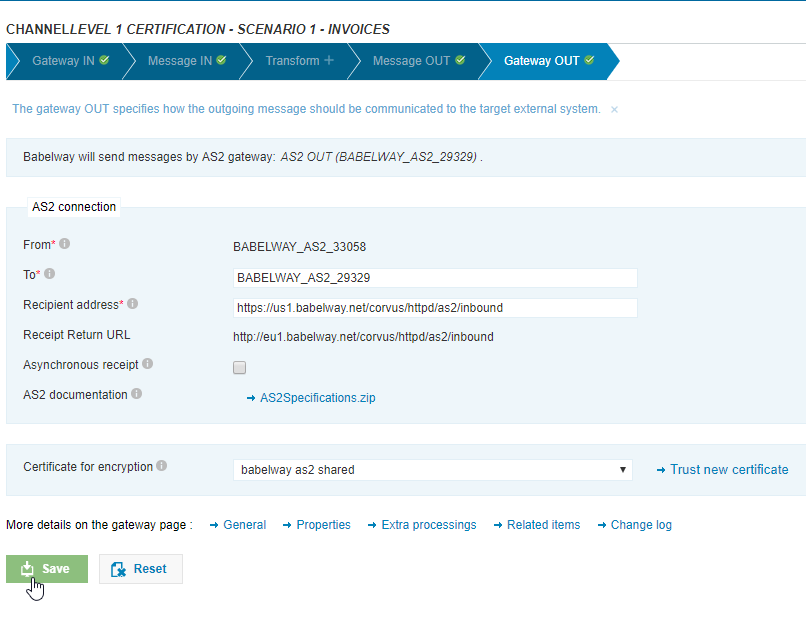 CHANNELLEVEL 1 CERTIFICATION - SCENARIO 1 - INVOICES
Gateway IN Message IN Transform Message OUT Gateway OUT
The gateway OUT specifies how the outgoing message should be communicated to the target external system. ×
Babelway will send messages by AS2 gateway: AS2 OUT (BABELWAY_AS2_29329) .
AS2 connection
From* BABELWAY_AS2_33058
To* BABELWAY_AS2_29329
Recipient address* https://us1.babelway.net/corvus/httpd/as2/inbound
Receipt Return URL http://eu1.babelway.net/corvus/httpd/as2/inbound
Asynchronous receipt
AS2 documentation AS2Specifications.zip
Certificate for encryption babelway as2 shared Trust new certificate
More details on the gateway page : General Properties Extra processings Related items Change log
Save Reset